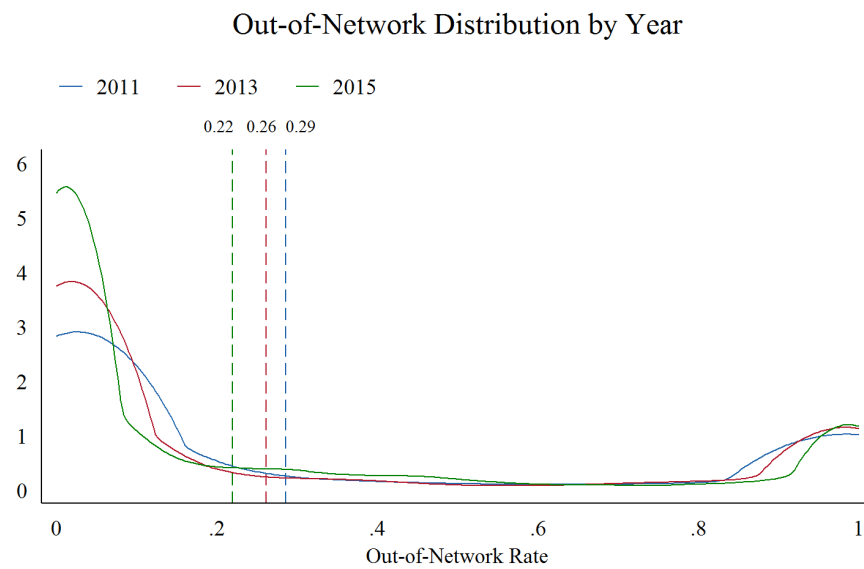 Out-of-Network Distribution by Year
2011 2013 2015
0.22 0.26 0.29
6
5
4
3
2
1
0
0 .2 .4 .6 .8 1
Out-of-Network Rate